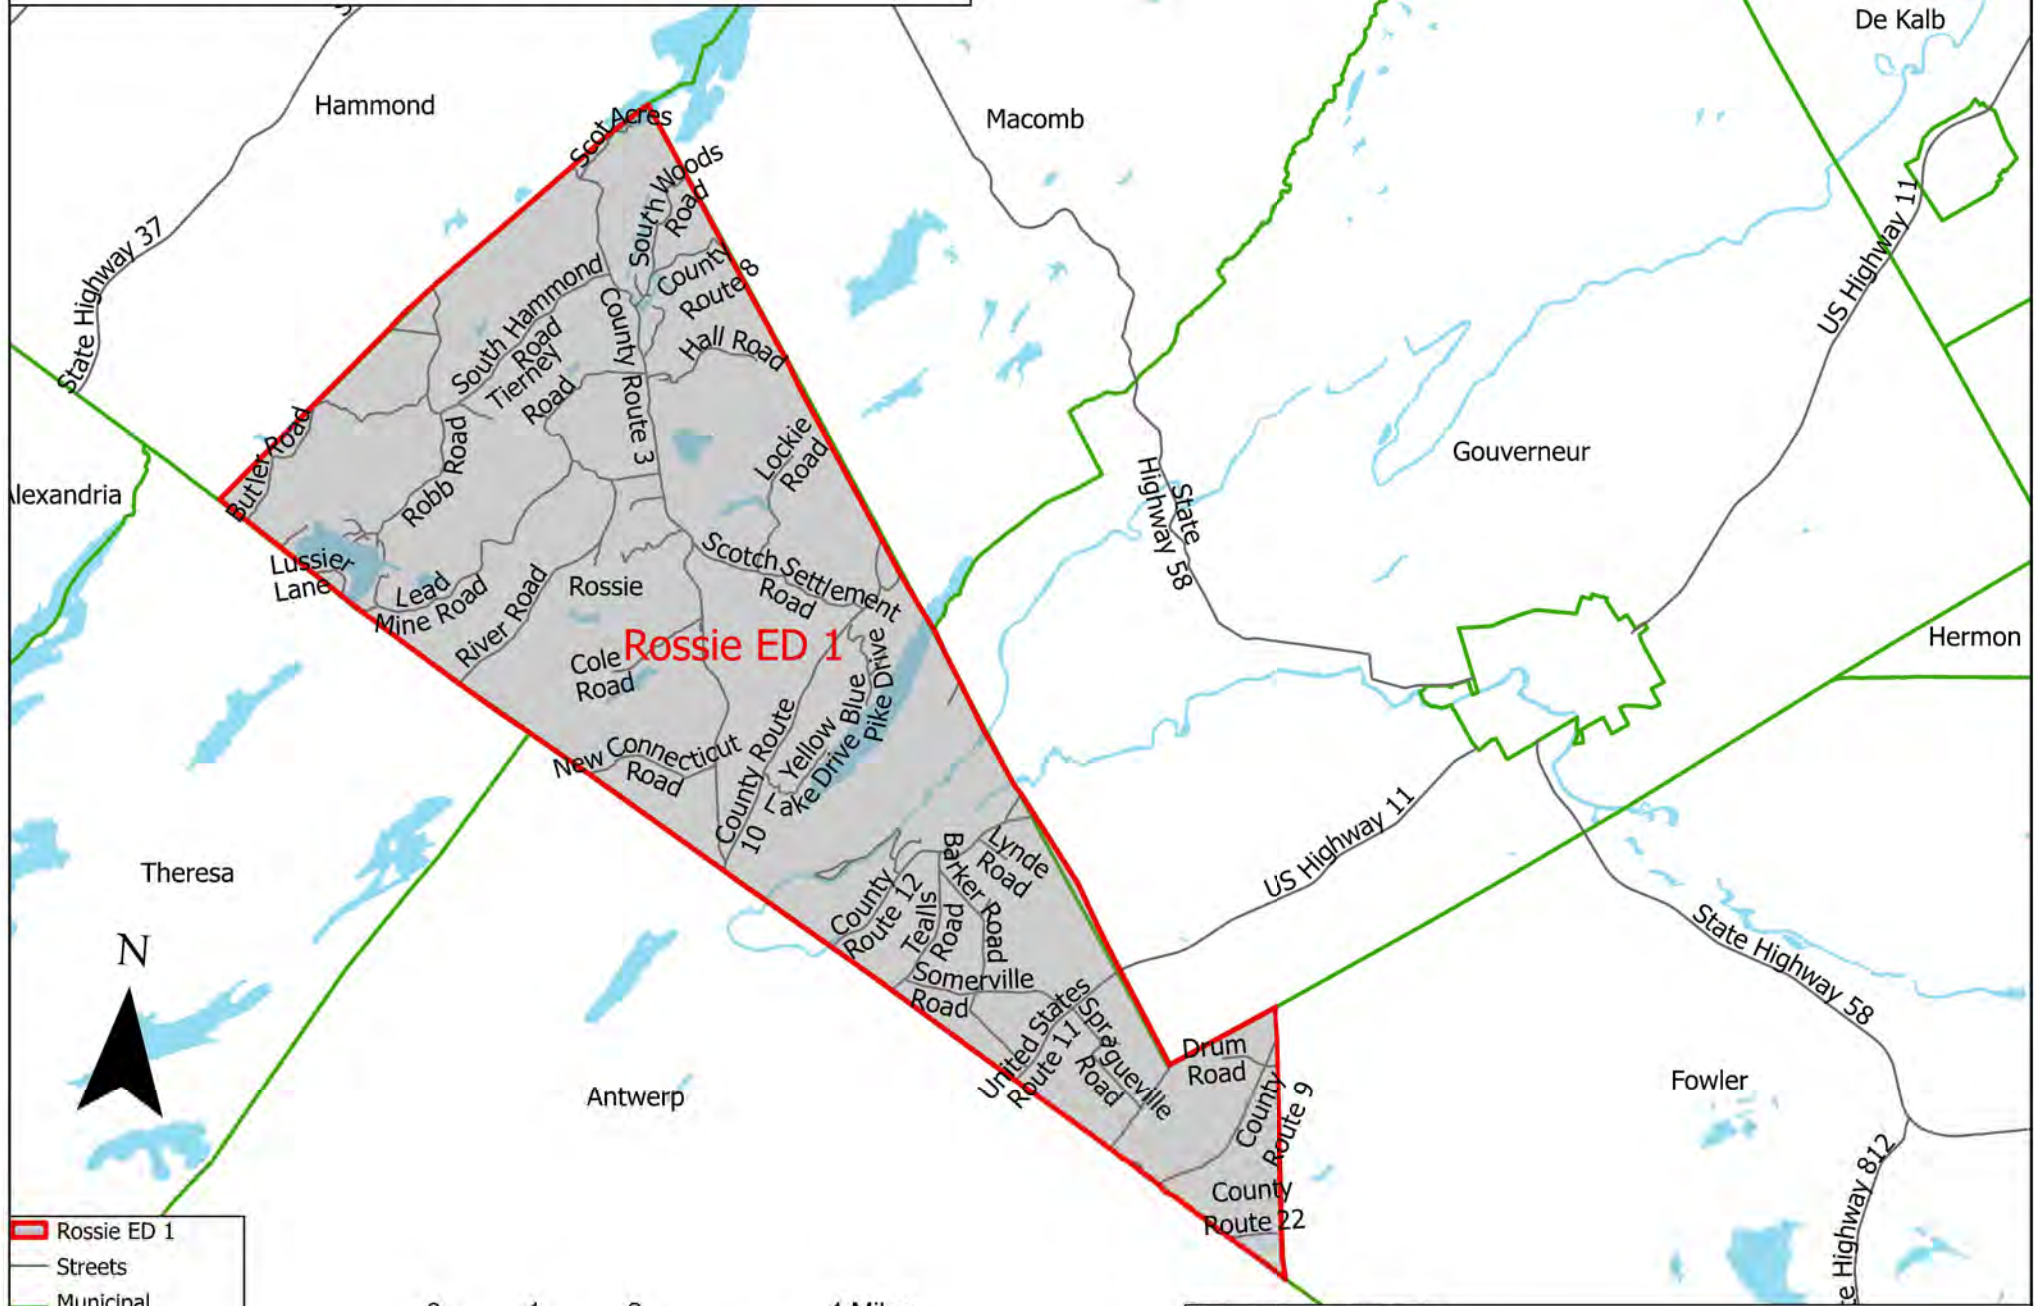 De Kalb
Hammond
Macomb
Scot Acres
South Woods
Road
State Highway 37
US Highway 11
County
Route 8
South Hammond
Road
County Route 3
Hall Road
Tierney
Road
Butler Road
Robb Road
Lockie
Road
Gouverneur
State
Highway 58
Lussier
Lane
Lead
Mine Road
River Road
Rossie
Scotch Settlement
Road
Hermon
Rossie ED 1
Cole
Road
Blue
Pike Drive
Yellow
Lake Drive
New Connecticut
Road
County Route
10
Theresa
US Highway 11
Lynde
Road
Barker Road
County
Route 12
Tealls
Road
N
State Highway 58
Somerville
Road
United States
Route 11
Spragueville
Road
Drum
Road
County
Route 9
Antwerp
Fowler
County
Route 22
Highway 812
Rossie ED 1
Streets
Municipal